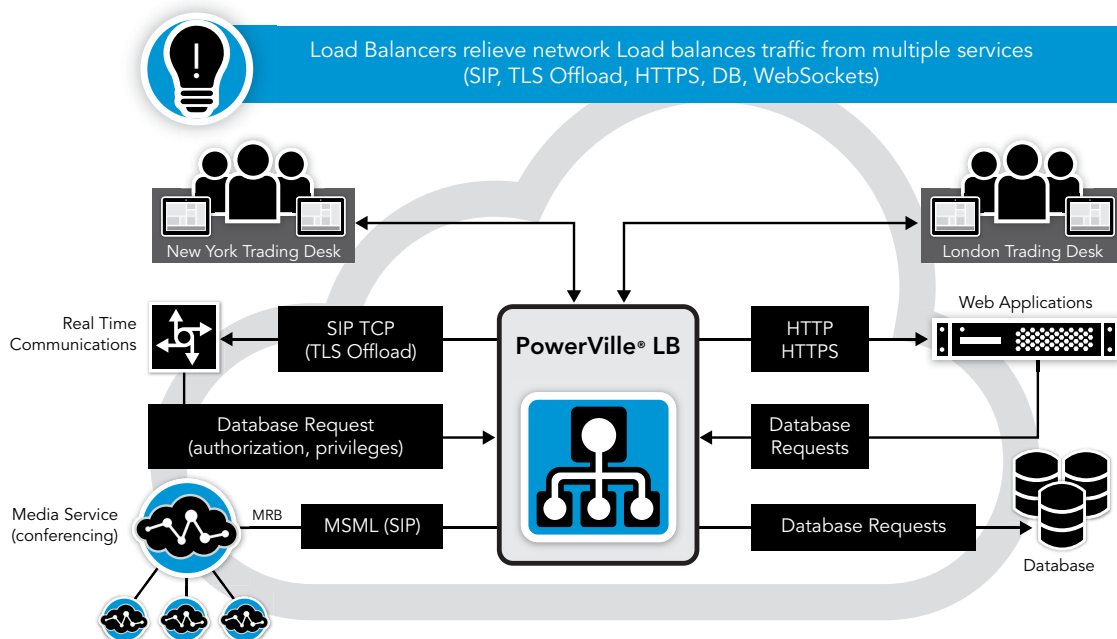 Load Balancers relieve network Load balances traffic from multiple services
(SIP, TLS Offload, HTTPS, DB, WebSockets)
New York Trading Desk
London Trading Desk
Real Time
Communications
SIP TCP
(TLS Offload)
PowerVille® LB
HTTP
HTTPS
Web Applications
Database Request
(authorization, privileges)
Database
Requests
Media Service
(conferencing)
MRB
MSML (SIP)
Database Requests
Database